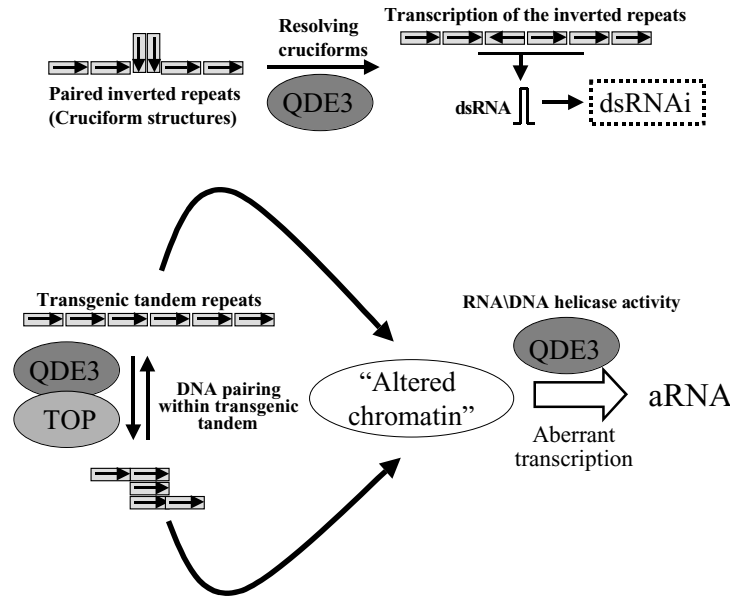 Resolving
cruciforms
QDE3
Paired inverted repeats
(Cruciform structures)
Transcription of the inverted repeats
dsRNA
dsRNAi
Transgenic tandem repeats
QDE3
TOP
DNA pairing
within transgenic
tandem
“Altered
chromatin”
RNA\DNA helicase activity
QDE3
aRNA
Aberrant
transcription